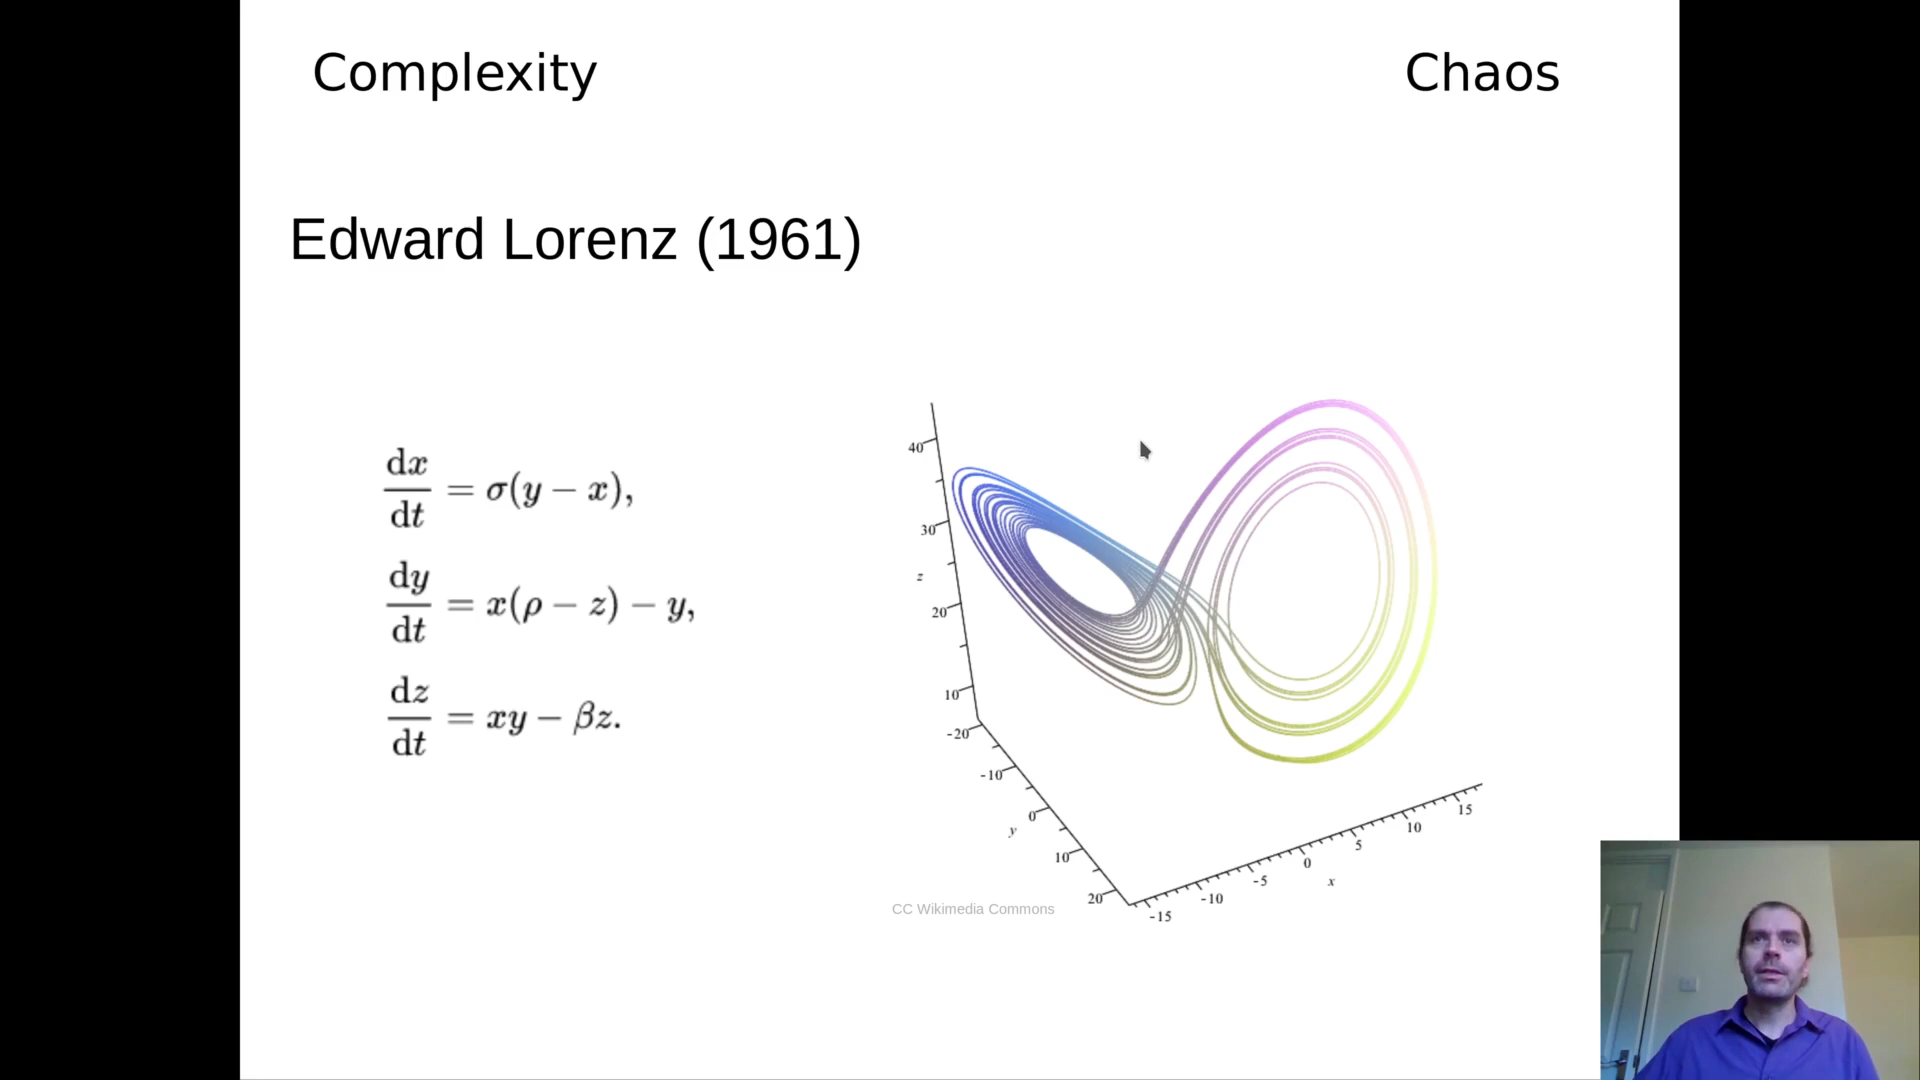 Complexity
Chaos
Edward Lorenz (1961)
dx/dt = σ(y − x),
dy/dt = x(ρ − z) − y,
dz/dt = xy − βz.
40
30
z
20
10
-20
-10
0
y
10
20
-15
-10
-5
0
x
5
10
15
CC Wikimedia Commons